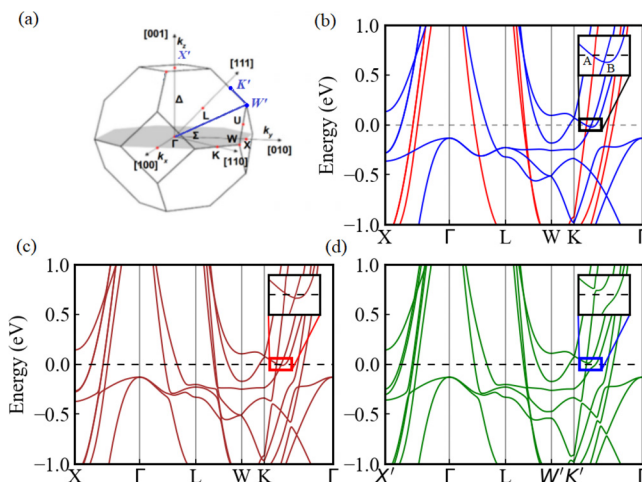 (a)
[001]
k_z
X'
[111]
K'
Δ
L
W'
U
Σ
Γ
W
X
k_y
[010]
k_x
[100]
K
[110]
(b)
Energy (eV)
1.0
0.5
0.0
−0.5
−1.0
A
B
X Γ L W K Γ
(c)
Energy (eV)
1.0
0.5
0.0
−0.5
−1.0
X Γ L W K Γ
(d)
Energy (eV)
1.0
0.5
0.0
−0.5
−1.0
X' Γ L W' K' Γ